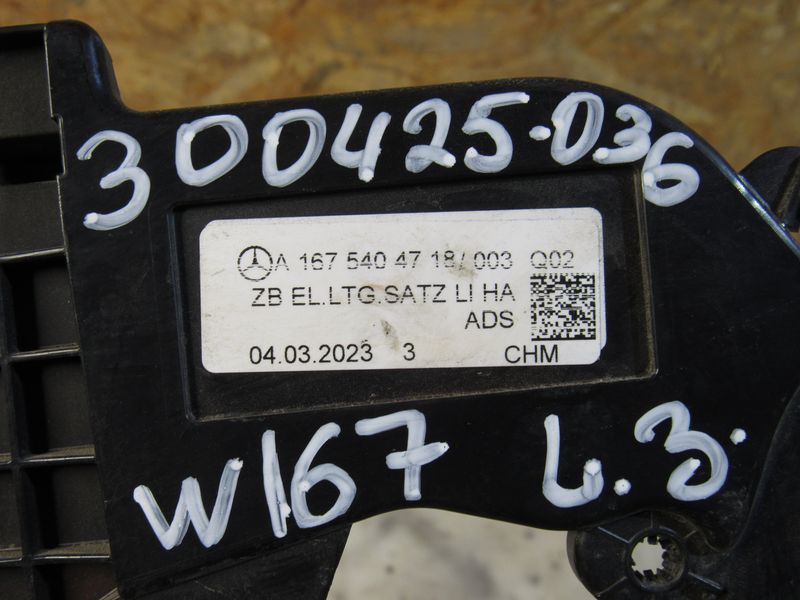 300425-036
A 167 540 47 18/ 003 Q02
ZB EL.LTG.SATZ LI HA
ADS
04.03.2023 3 CHM
W167 L.3.